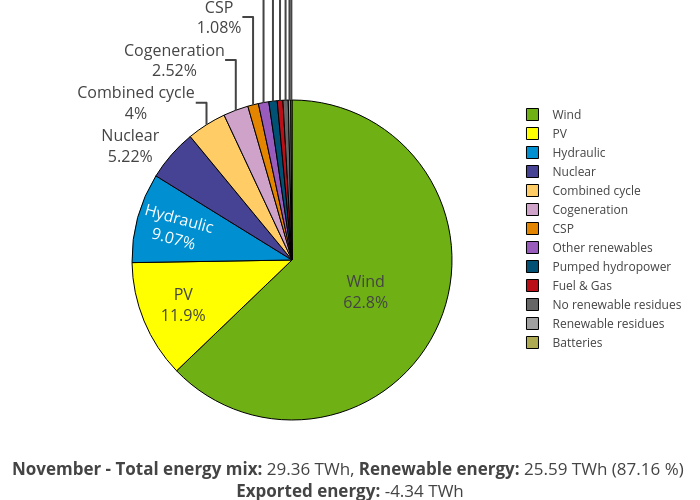 CSP
1.08%
Cogeneration
2.52%
Combined cycle
4%
Nuclear
5.22%
Hydraulic
9.07%
PV
11.9%
Wind
62.8%
Wind
PV
Hydraulic
Nuclear
Combined cycle
Cogeneration
CSP
Other renewables
Pumped hydropower
Fuel & Gas
No renewable residues
Renewable residues
Batteries
November - Total energy mix: 29.36 TWh, Renewable energy: 25.59 TWh (87.16 %)
Exported energy: -4.34 TWh